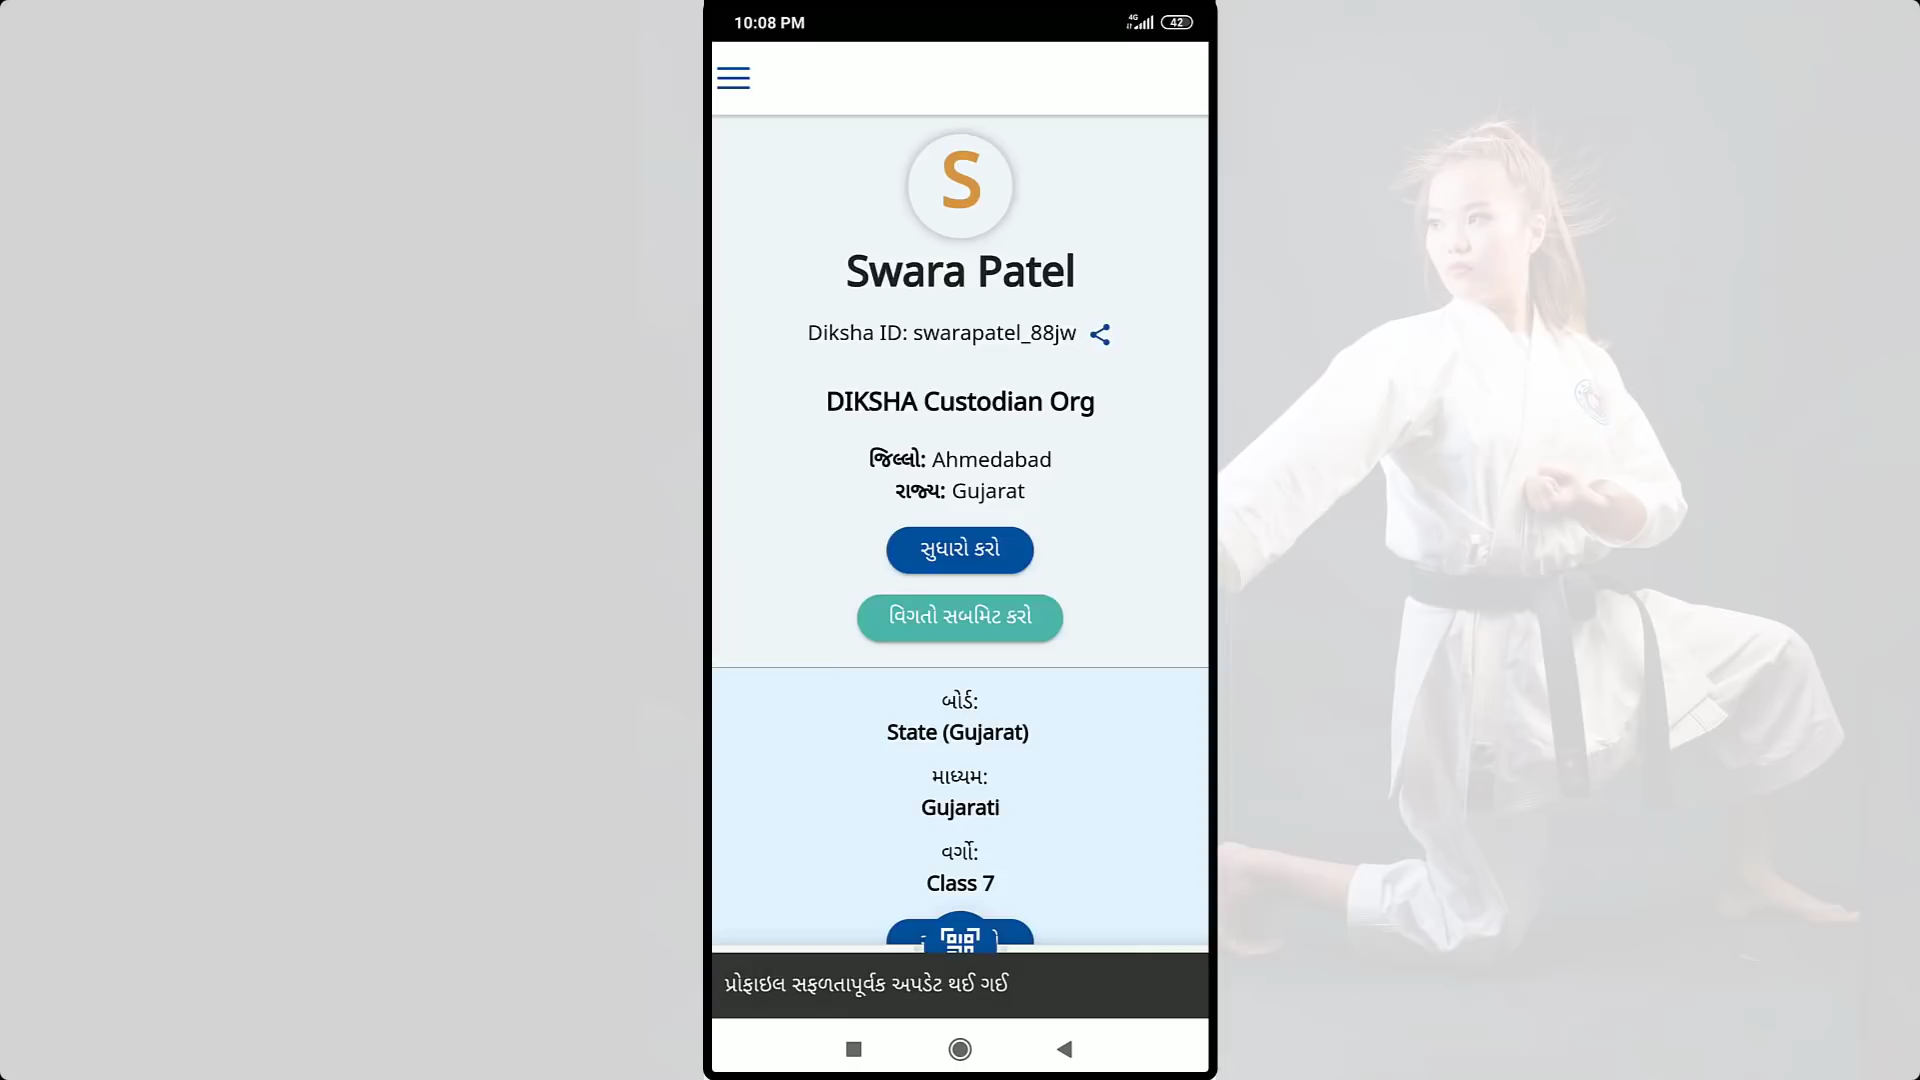 10:08 PM
4G
42
S
Swara Patel
Diksha ID: swarapatel_88jw
DIKSHA Custodian Org
જિલ્લો: Ahmedabad
રાજ્ય: Gujarat
સુધારો કરો
વિગતો સબમિટ કરો
બોર્ડ:
State (Gujarat)
માધ્યમ:
Gujarati
વર્ગો:
Class 7
પ્રોફાઇલ સફળતાપૂર્વક અપડેટ થઈ ગઈ